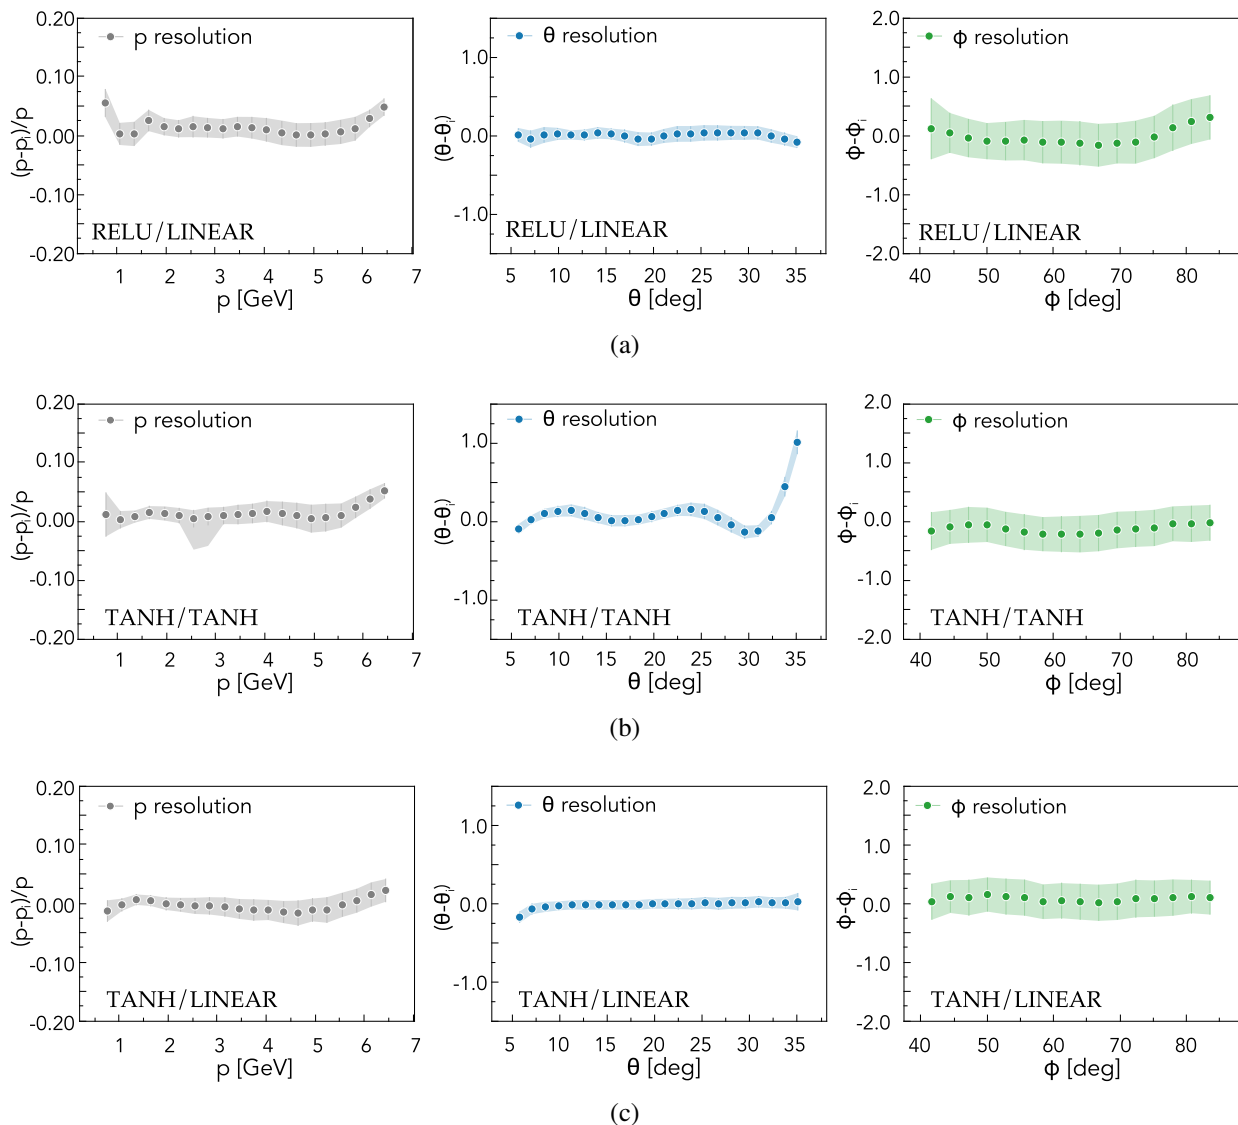 0.20
0.10
0.00
-0.10
-0.20
(p-pᵢ)/p
p resolution
RELU/LINEAR
1 2 3 4 5 6 7
p [GeV]
1.0
0.0
-1.0
(θ-θᵢ)
θ resolution
RELU/LINEAR
5 10 15 20 25 30 35
θ [deg]
2.0
1.0
0.0
-1.0
-2.0
ϕ-ϕᵢ
ϕ resolution
RELU/LINEAR
40 50 60 70 80
ϕ [deg]
(a)
0.20
0.10
0.00
-0.10
-0.20
(p-pᵢ)/p
p resolution
TANH/TANH
1 2 3 4 5 6 7
p [GeV]
1.0
0.0
-1.0
(θ-θᵢ)
θ resolution
TANH/TANH
5 10 15 20 25 30 35
θ [deg]
2.0
1.0
0.0
-1.0
-2.0
ϕ-ϕᵢ
ϕ resolution
TANH/TANH
40 50 60 70 80
ϕ [deg]
(b)
0.20
0.10
0.00
-0.10
-0.20
(p-pᵢ)/p
p resolution
TANH/LINEAR
1 2 3 4 5 6 7
p [GeV]
1.0
0.0
-1.0
(θ-θᵢ)
θ resolution
TANH/LINEAR
5 10 15 20 25 30 35
θ [deg]
2.0
1.0
0.0
-1.0
-2.0
ϕ-ϕᵢ
ϕ resolution
TANH/LINEAR
40 50 60 70 80
ϕ [deg]
(c)